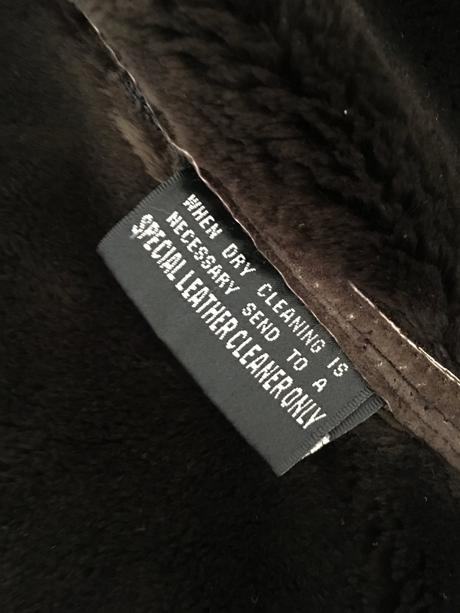 WHEN DRY CLEANING IS
NECESSARY SEND TO A
SPECIAL LEATHER CLEANER ONLY